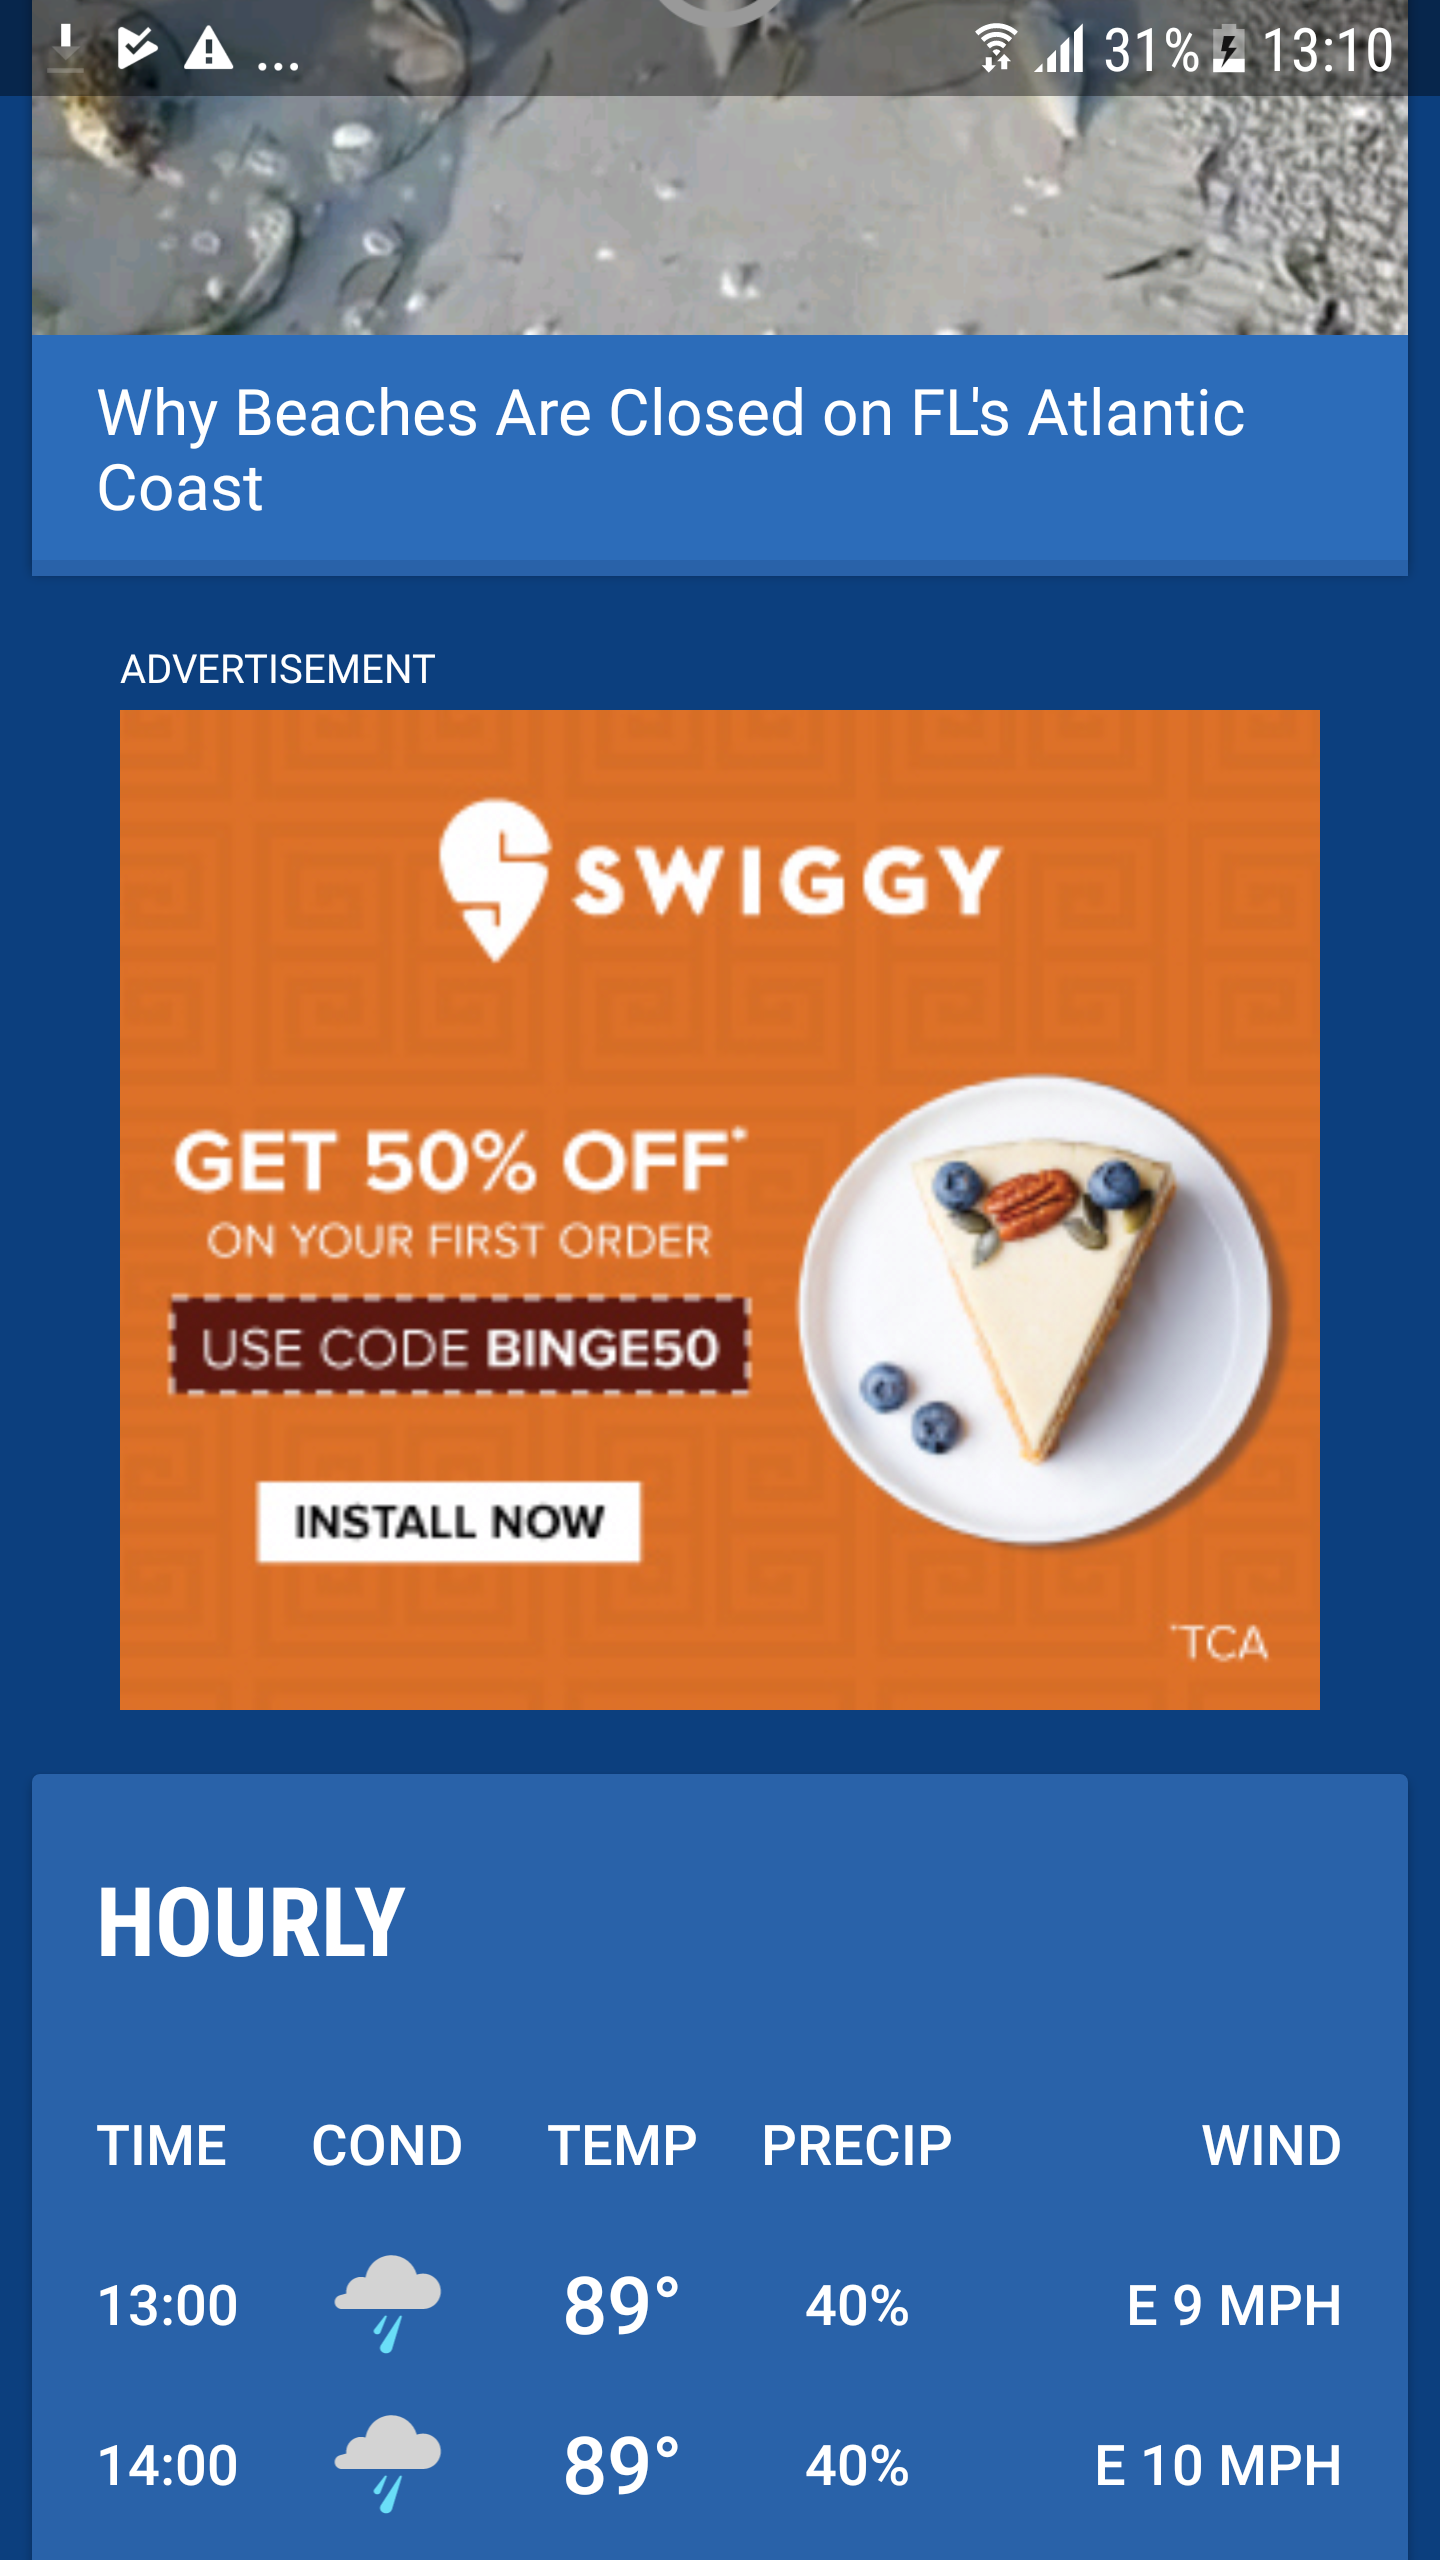 ... 31% 13:10
Why Beaches Are Closed on FL's Atlantic
Coast
ADVERTISEMENT
SWIGGY
GET 50% OFF*
ON YOUR FIRST ORDER
USE CODE BINGE50
INSTALL NOW
*TCA
HOURLY
TIME COND TEMP PRECIP WIND
13:00 89° 40% E 9 MPH
14:00 89° 40% E 10 MPH